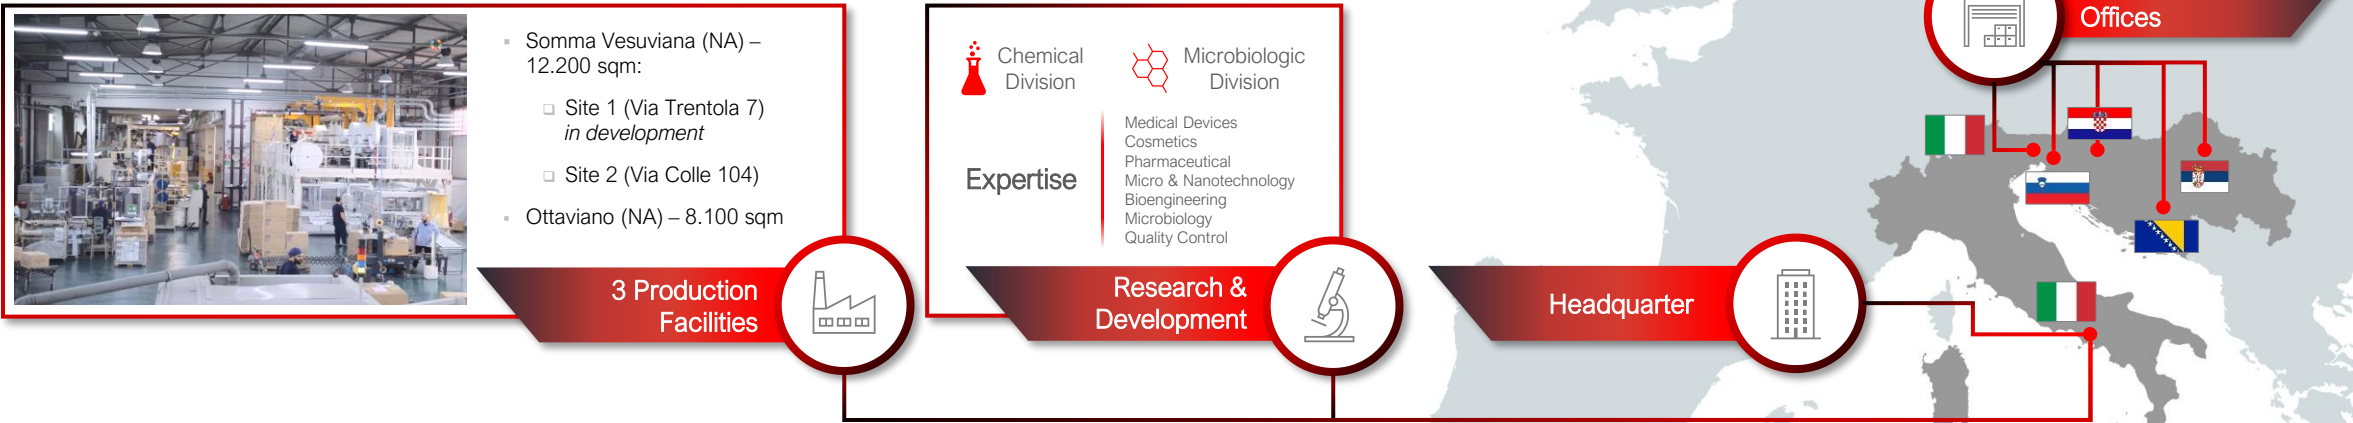 Somma Vesuviana (NA) –
12.200 sqm:
Site 1 (Via Trentola 7)
in development
Site 2 (Via Colle 104)
Ottaviano (NA) – 8.100 sqm
3 Production
Facilities
Chemical
Division
Microbiologic
Division
Expertise
Medical Devices
Cosmetics
Pharmaceutical
Micro & Nanotechnology
Bioengineering
Microbiology
Quality Control
Research &
Development
Headquarter
Offices